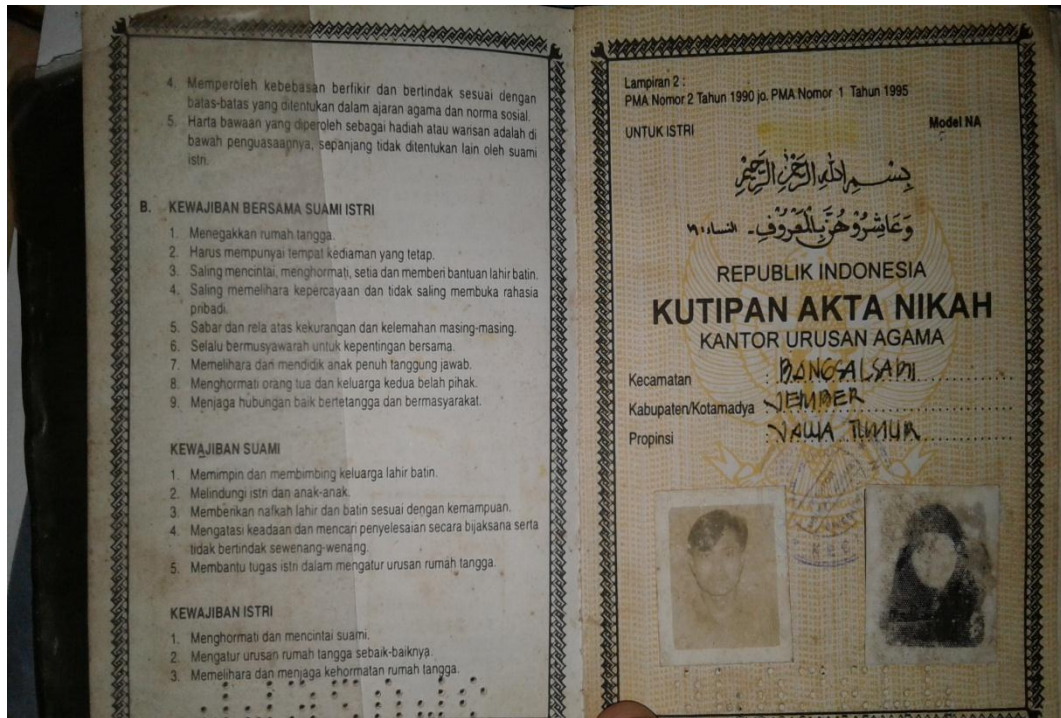 4. Memperoleh kebebasan berfikir dan bertindak sesuai dengan
batas-batas yang ditentukan dalam ajaran agama dan norma sosial.
5. Harta bawaan yang diperoleh sebagai hadiah atau warisan adalah di
bawah penguasaannya, sepanjang tidak ditentukan lain oleh suami
istri.
B. KEWAJIBAN BERSAMA SUAMI ISTRI
1. Menegakkan rumah tangga.
2. Harus mempunyai tempat kediaman yang tetap.
3. Saling mencintai, menghormati, setia dan memberi bantuan lahir batin.
4. Saling memelihara kepercayaan dan tidak saling membuka rahasia
pribadi.
5. Sabar dan rela atas kekurangan dan kelemahan masing-masing.
6. Selalu bermusyawarah untuk kepentingan bersama.
7. Memelihara dan mendidik anak penuh tanggung jawab.
8. Menghormati orang tua dan keluarga kedua belah pihak.
9. Menjaga hubungan baik bertetangga dan bermasyarakat.
KEWAJIBAN SUAMI
1. Memimpin dan membimbing keluarga lahir batin.
2. Melindungi istri dan anak-anak.
3. Memberikan nafkah lahir dan batin sesuai dengan kemampuan.
4. Mengatasi keadaan dan mencari penyelesaian secara bijaksana serta
tidak bertindak sewenang-wenang.
5. Membantu tugas istri dalam mengatur urusan rumah tangga.
KEWAJIBAN ISTRI
1. Menghormati dan mencintai suami.
2. Mengatur urusan rumah tangga sebaik-baiknya.
3. Memelihara dan menjaga kehormatan rumah tangga.
Lampiran 2 :
PMA Nomor 2 Tahun 1990 jo. PMA Nomor 1 Tahun 1995
UNTUK ISTRI Model NA
بِسْمِ اللهِ الرَّحْمٰنِ الرَّحِيْمِ
وَعَاشِرُوْهُنَّ بِالْمَعْرُوْفِ - النساء: ١٩
REPUBLIK INDONESIA
KUTIPAN AKTA NIKAH
KANTOR URUSAN AGAMA
Kecamatan : BANGSALSARI
Kabupaten/Kotamadya : JEMBER
Propinsi : JAWA TIMUR